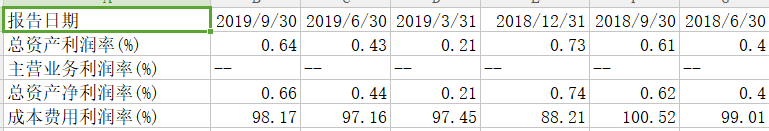 报告日期 2019/9/30 2019/6/30 2019/3/31 2018/12/31 2018/9/30 2018/6/30
总资产利润率(%) 0.64 0.43 0.21 0.73 0.61 0.4
主营业务利润率(%) -- -- -- -- -- --
总资产净利润率(%) 0.66 0.44 0.21 0.74 0.62 0.4
成本费用利润率(%) 98.17 97.16 97.45 88.21 100.52 99.01